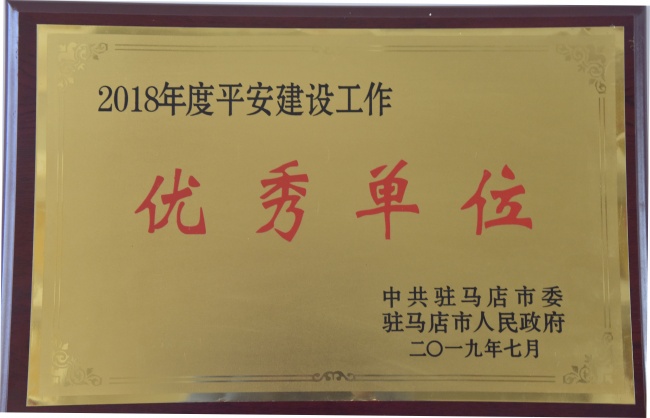 2018年度平安建设工作
优秀单位
中共驻马店市委
驻马店市人民政府
二〇一九年七月